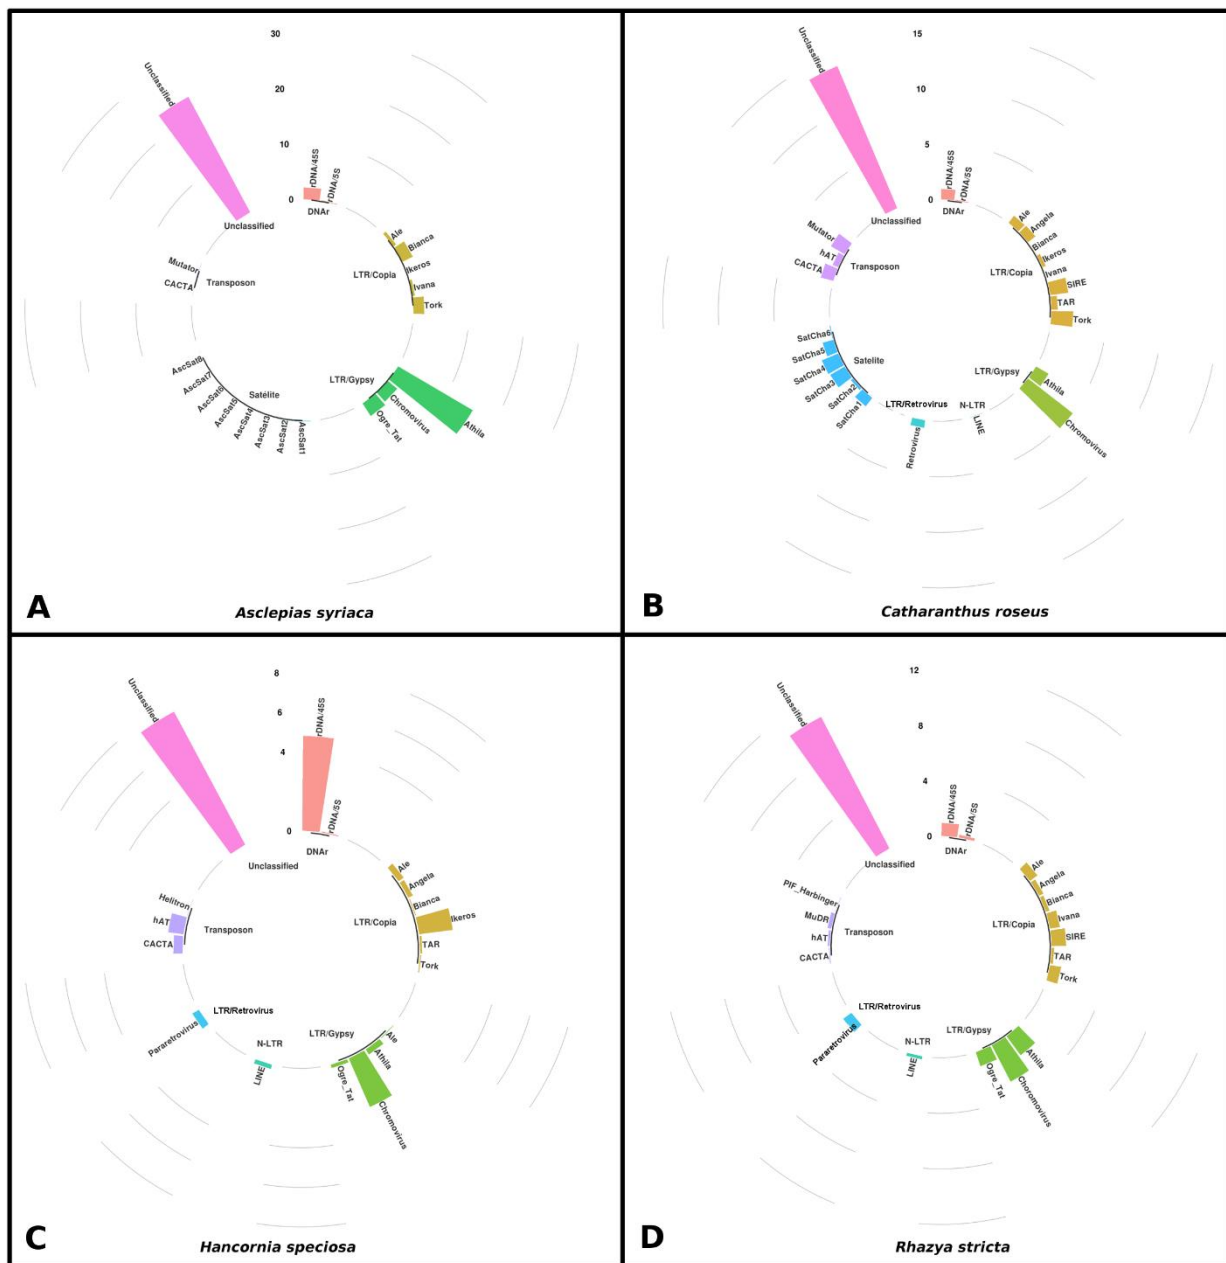 30
20
10
0
Unclassified
rDNA/45S
rDNA/5S
DNAr
Unclassified
Ale
Bianca
Ikeros
Ivana
Tork
LTR/Copia
Mutator
CACTA
Transposon
LTR/Gypsy
Athila
Chromovirus
Ogre_Tat
Satélite
AscSat8
AscSat7
AscSat6
AscSat5
AscSat4
AscSat3
AscSat2
AscSat1
A
Asclepias syriaca
15
10
5
0
Unclassified
rDNA/45S
rDNA/5S
DNAr
Unclassified
Ale
Angela
Bianca
Ikeros
Ivana
SIRE
TAR
Tork
LTR/Copia
Mutator
hAT
CACTA
Transposon
Satelite
SatCha6
SatCha5
SatCha4
SatCha3
SatCha2
SatCha1
LTR/Gypsy
Athila
Chromovirus
LTR/Retrovirus
Retrovirus
N-LTR
LINE
B
Catharanthus roseus
8
6
4
0
Unclassified
rDNA/45S
rDNA/5S
DNAr
Unclassified
Ale
Angela
Bianca
Ikeros
TAR
Tork
LTR/Copia
Helitron
hAT
CACTA
Transposon
LTR/Retrovirus
Pararetrovirus
N-LTR
LINE
LTR/Gypsy
Ale
Athila
Chromovirus
Ogre_Tat
C
Hancornia speciosa
12
8
4
0
Unclassified
rDNA/45S
rDNA/5S
DNAr
Unclassified
Ale
Angela
Bianca
Ivana
SIRE
TAR
Tork
LTR/Copia
PIF_Harbinger
MuDR
hAT
CACTA
Transposon
LTR/Retrovirus
Pararetrovirus
N-LTR
LINE
LTR/Gypsy
Athila
Choromovirus
Ogre_Tat
D
Rhazya stricta